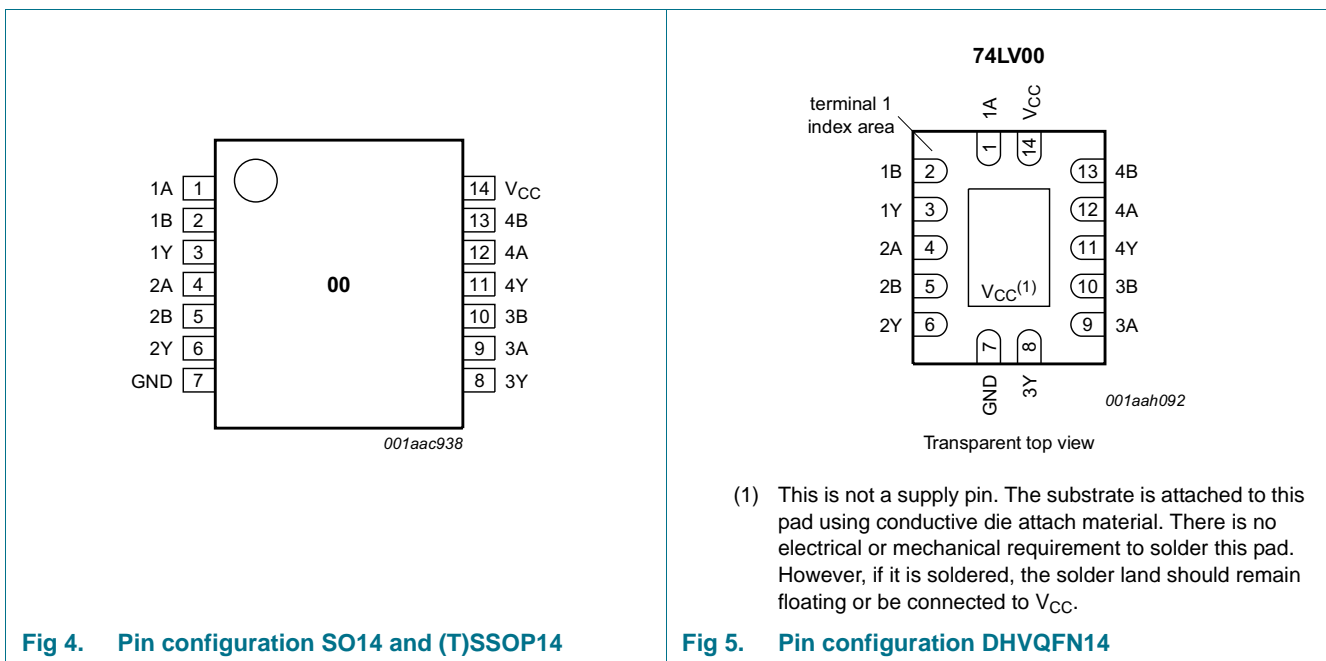 1A 1
1B 2
1Y 3
2A 4
2B 5
2Y 6
GND 7
00
14 VCC
13 4B
12 4A
11 4Y
10 3B
9 3A
8 3Y
001aac938
Fig 4. Pin configuration SO14 and (T)SSOP14
74LV00
terminal 1
index area
1A VCC
1 14
1B 2
1Y 3
2A 4
2B 5
2Y 6
VCC(1)
13 4B
12 4A
11 4Y
10 3B
9 3A
7 8
GND 3Y
001aah092
Transparent top view
(1) This is not a supply pin. The substrate is attached to this
pad using conductive die attach material. There is no
electrical or mechanical requirement to solder this pad.
However, if it is soldered, the solder land should remain
floating or be connected to VCC.
Fig 5. Pin configuration DHVQFN14